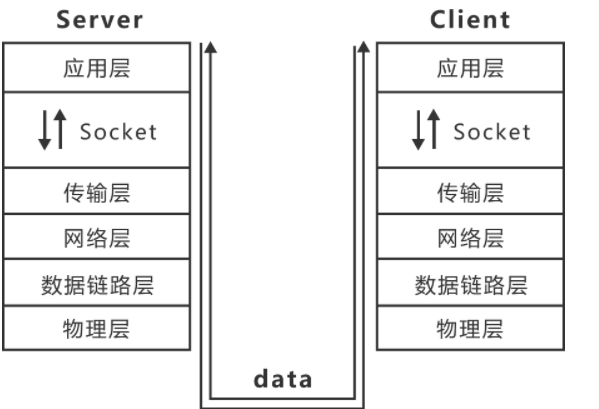 Server
应用层
Socket
传输层
网络层
数据链路层
物理层
Client
应用层
Socket
传输层
网络层
数据链路层
物理层
data